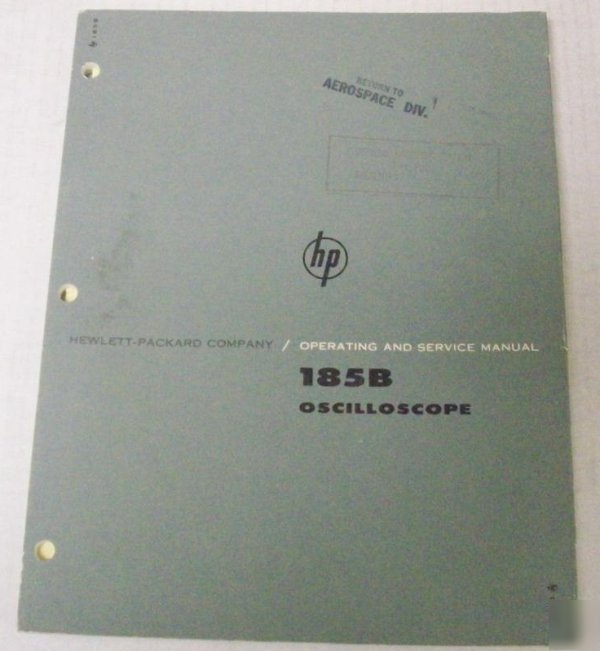 RETURN TO
AEROSPACE DIV.
hp
HEWLETT-PACKARD COMPANY / OPERATING AND SERVICE MANUAL
185B
OSCILLOSCOPE